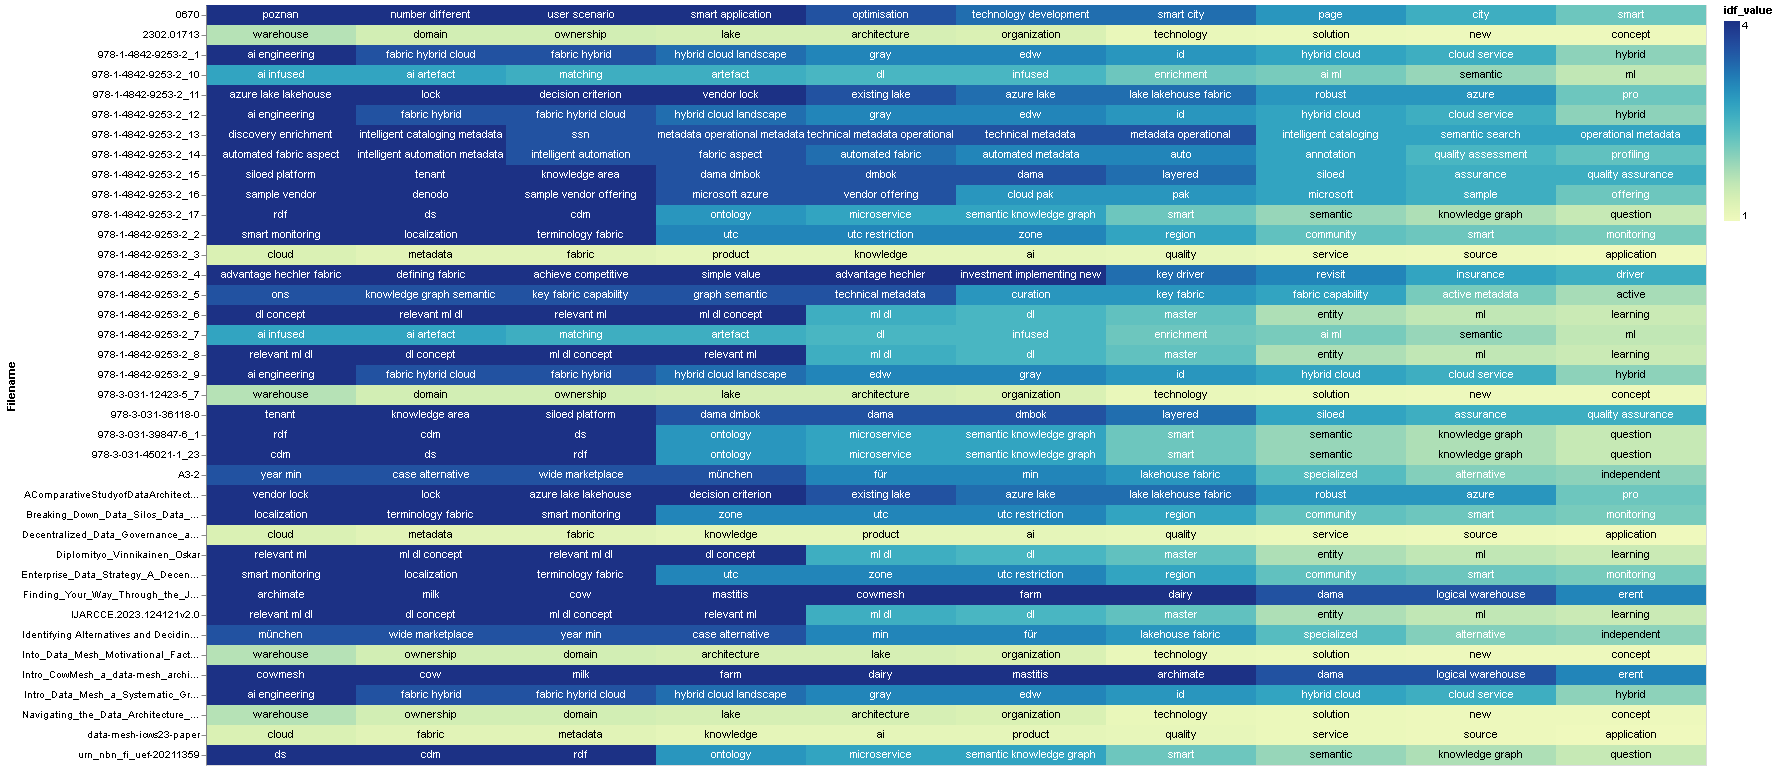 0670 poznan number different user scenario smart application optimisation technology development smart city page city smart
idf_value
2302.01713 warehouse domain ownership lake architecture organization technology solution new concept
4
978-1-4842-9253-2_1 ai engineering fabric hybrid cloud fabric hybrid hybrid cloud landscape gray edw id hybrid cloud cloud service hybrid
978-1-4842-9253-2_10 ai infused ai artefact matching artefact dl infused enrichment ai ml semantic ml
978-1-4842-9253-2_11 azure lake lakehouse lock decision criterion vendor lock existing lake azure lake lake lakehouse fabric robust azure pro
978-1-4842-9253-2_12 ai engineering fabric hybrid fabric hybrid cloud hybrid cloud landscape gray edw id hybrid cloud cloud service hybrid
978-1-4842-9253-2_13 discovery enrichment intelligent cataloging metadata ssn metadata operational metadata technical metadata operational technical metadata metadata operational intelligent cataloging semantic search operational metadata
978-1-4842-9253-2_14 automated fabric aspect intelligent automation metadata intelligent automation fabric aspect automated fabric automated metadata auto annotation quality assessment profiling
978-1-4842-9253-2_15 siloed platform tenant knowledge area dama dmbok dmbok dama layered siloed assurance quality assurance
978-1-4842-9253-2_16 sample vendor denodo sample vendor offering microsoft azure vendor offering cloud pak pak microsoft sample offering
978-1-4842-9253-2_17 rdf ds cdm ontology microservice semantic knowledge graph smart semantic knowledge graph question
1
978-1-4842-9253-2_2 smart monitoring localization terminology fabric utc utc restriction zone region community smart monitoring
978-1-4842-9253-2_3 cloud metadata fabric product knowledge ai quality service source application
978-1-4842-9253-2_4 advantage hechler fabric defining fabric achieve competitive simple value advantage hechler investment implementing new key driver revisit insurance driver
978-1-4842-9253-2_5 ons knowledge graph semantic key fabric capability graph semantic technical metadata curation key fabric fabric capability active metadata active
978-1-4842-9253-2_6 dl concept relevant ml dl relevant ml ml dl concept ml dl dl master entity ml learning
978-1-4842-9253-2_7 ai infused ai artefact matching artefact dl infused enrichment ai ml semantic ml
978-1-4842-9253-2_8 relevant ml dl dl concept ml dl concept relevant ml ml dl dl master entity ml learning
978-1-4842-9253-2_9 ai engineering fabric hybrid cloud fabric hybrid hybrid cloud landscape edw gray id hybrid cloud cloud service hybrid
Filename
978-3-031-12423-5_7 warehouse domain ownership lake architecture organization technology solution new concept
978-3-031-36118-0 tenant knowledge area siloed platform dama dmbok dama dmbok layered siloed assurance quality assurance
978-3-031-39847-6_1 rdf cdm ds ontology microservice semantic knowledge graph smart semantic knowledge graph question
978-3-031-45021-1_23 cdm ds rdf ontology microservice semantic knowledge graph smart semantic knowledge graph question
A3-2 year min case alternative wide marketplace münchen für min lakehouse fabric specialized alternative independent
AComparativeStudyofDataArchitect... vendor lock lock azure lake lakehouse decision criterion existing lake azure lake lake lakehouse fabric robust azure pro
Breaking_Down_Data_Silos_Data_... localization terminology fabric smart monitoring zone utc utc restriction region community smart monitoring
Decentralized_Data_Governance_a... cloud metadata fabric knowledge product ai quality service source application
Diplomityo_Vinnikainen_Oskar relevant ml ml dl concept relevant ml dl dl concept ml dl dl master entity ml learning
Enterprise_Data_Strategy_A_Decen... smart monitoring localization terminology fabric utc zone utc restriction region community smart monitoring
Finding_Your_Way_Through_the_J... archimate milk cow mastitis cowmesh farm dairy dama logical warehouse erent
IJARCCE.2023.124121v2.0 relevant ml dl dl concept ml dl concept relevant ml ml dl dl master entity ml learning
Identifying Alternatives and Decidin... münchen wide marketplace year min case alternative min für lakehouse fabric specialized alternative independent
Into_Data_Mesh_Motivational_Fact... warehouse ownership domain architecture lake organization technology solution new concept
Intro_CowMesh_a_data-mesh_archi... cowmesh cow milk farm dairy mastitis archimate dama logical warehouse erent
Intro_Data_Mesh_a_Systematic_Gr... ai engineering fabric hybrid fabric hybrid cloud hybrid cloud landscape gray edw id hybrid cloud cloud service hybrid
Navigating_the_Data_Architecture_... warehouse ownership domain lake architecture organization technology solution new concept
data-mesh-iows23-paper cloud fabric metadata knowledge ai product quality service source application
urn_nbn_fi_uef-20211359 ds cdm rdf ontology microservice semantic knowledge graph smart semantic knowledge graph question